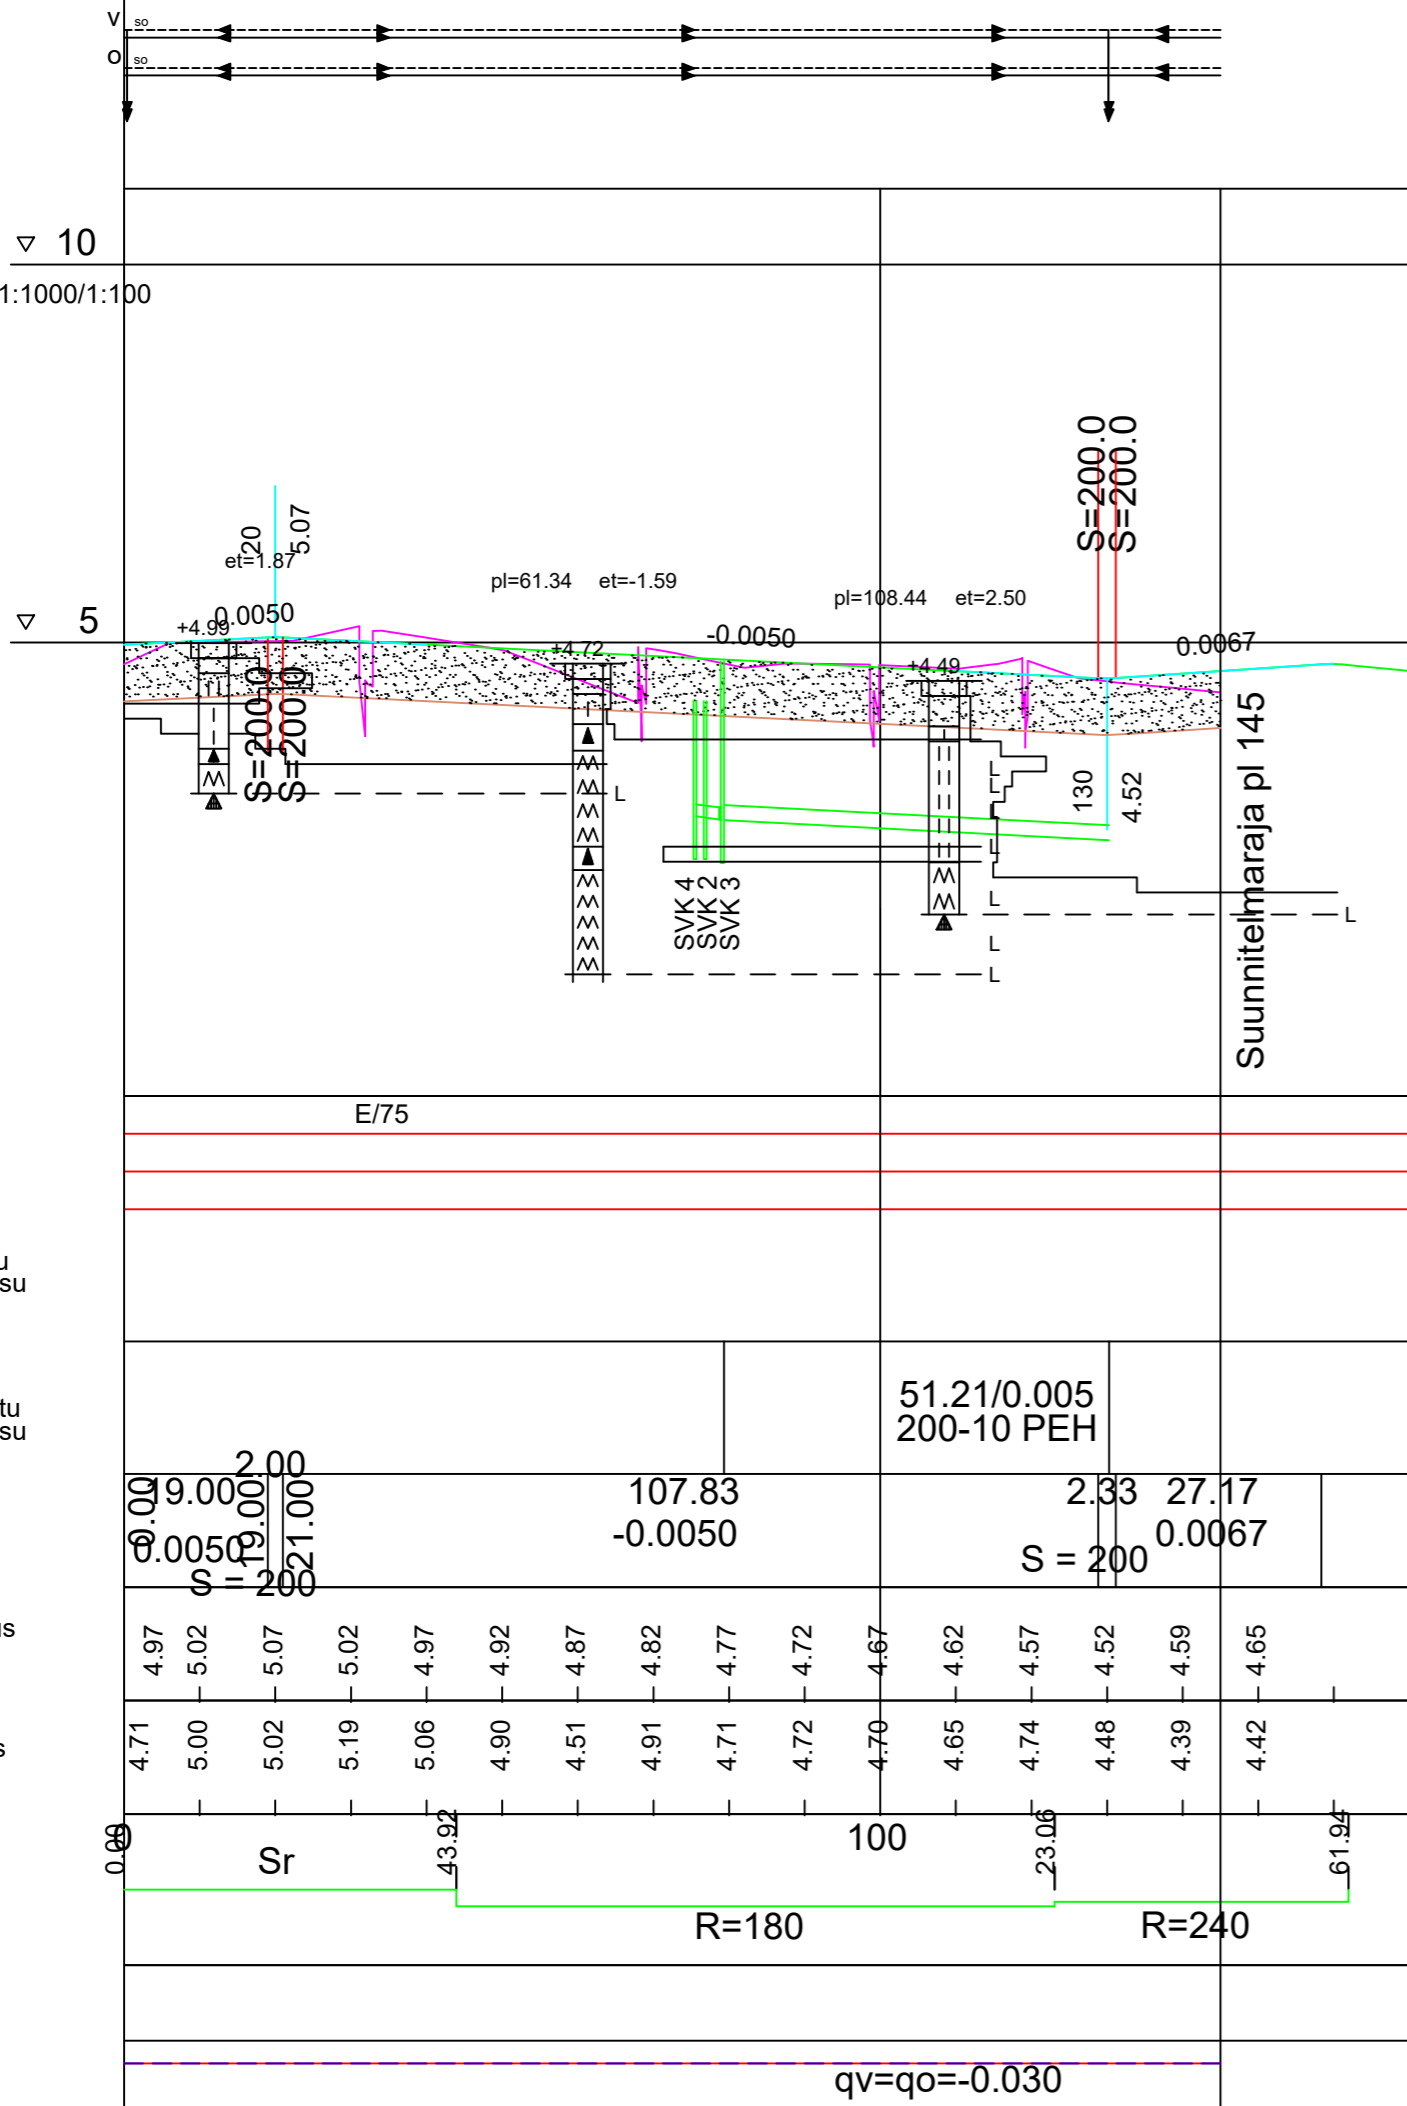 V so
O so
10
1:1000/1:100
S=200.0
S=200.0
20
5.07
et=1.87
pl=61.34 et=-1.59
pl=108.44 et=2.50
5
0.0050
+4.99
+4.72
-0.0050
+4.49
0.0067
S=200.0
S=200.0
L
L
L
L
L
L
L
L
L
130
4.52
SVK 4
SVK 2
SVK 3
Suunnitelmaraja pl 145
E/75
u
su
tu
su
51.21/0.005
200-10 PEH
2.00
0.00
19.00
19.00
21.00
107.83
2.33
27.17
0.0050
-0.0050
0.0067
S = 200
S = 200
us
4.97 5.02 5.07 5.02 4.97 4.92 4.87 4.82 4.77 4.72 4.67 4.62 4.57 4.52 4.59 4.65
s
4.71 5.00 5.02 5.19 5.06 4.90 4.51 4.91 4.71 4.72 4.70 4.65 4.74 4.48 4.39 4.42
0.00
0
43.92
100
23.06
61.94
Sr
R=180
R=240
qv=qo=-0.030